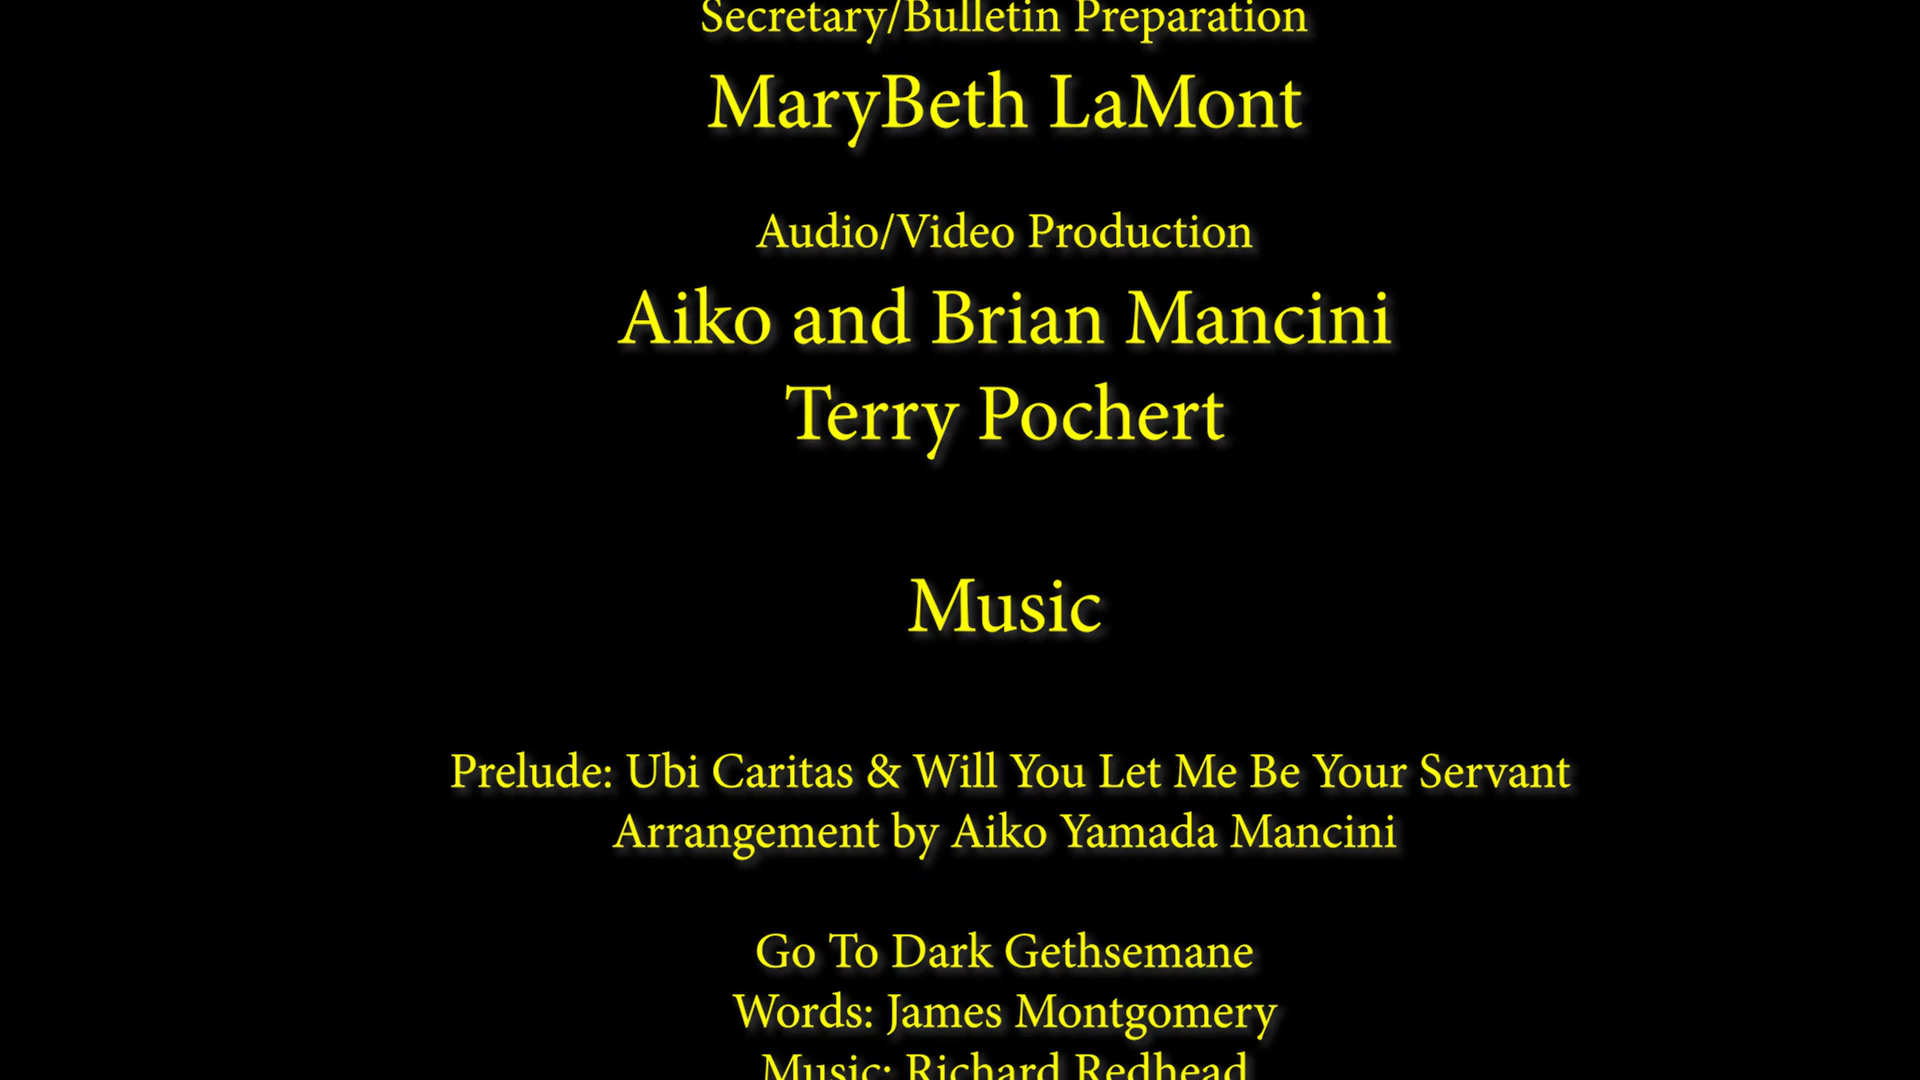 Secretary/Bulletin Preparation
MaryBeth LaMont
Audio/Video Production
Aiko and Brian Mancini
Terry Pochert
Music
Prelude: Ubi Caritas & Will You Let Me Be Your Servant
Arrangement by Aiko Yamada Mancini
Go To Dark Gethsemane
Words: James Montgomery
Music: Richard Redhead